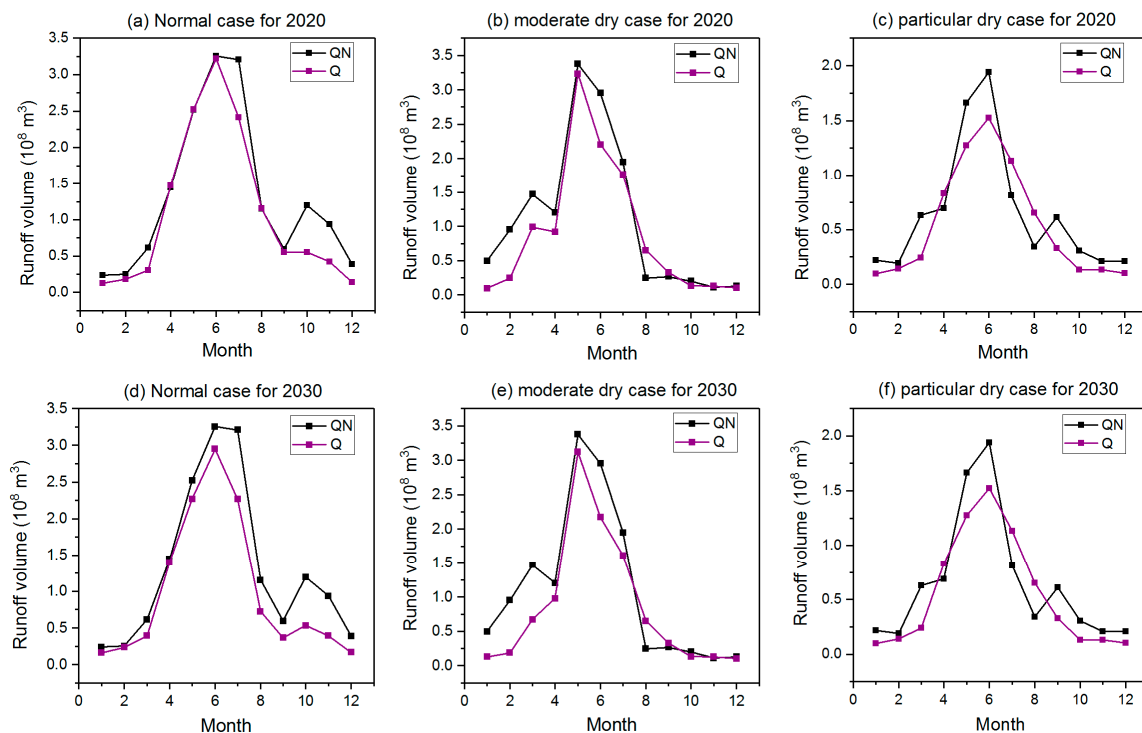 (a) Normal case for 2020
QN
Q
Runoff volume (10⁸ m³)
3.5
3.0
2.5
2.0
1.5
1.0
0.5
0.0
0 2 4 6 8 10 12
Month
(b) moderate dry case for 2020
QN
Q
Runoff volume (10⁸ m³)
3.5
3.0
2.5
2.0
1.5
1.0
0.5
0.0
0 2 4 6 8 10 12
Month
(c) particular dry case for 2020
QN
Q
Runoff volume (10⁸ m³)
2.0
1.5
1.0
0.5
0.0
0 2 4 6 8 10 12
Month
(d) Normal case for 2030
QN
Q
Runoff volume (10⁸ m³)
3.5
3.0
2.5
2.0
1.5
1.0
0.5
0.0
0 2 4 6 8 10 12
Month
(e) moderate dry case for 2030
QN
Q
Runoff volume (10⁸ m³)
3.5
3.0
2.5
2.0
1.5
1.0
0.5
0.0
0 2 4 6 8 10 12
Month
(f) particular dry case for 2030
QN
Q
Runoff volume (10⁸ m³)
2.0
1.5
1.0
0.5
0.0
0 2 4 6 8 10 12
Month